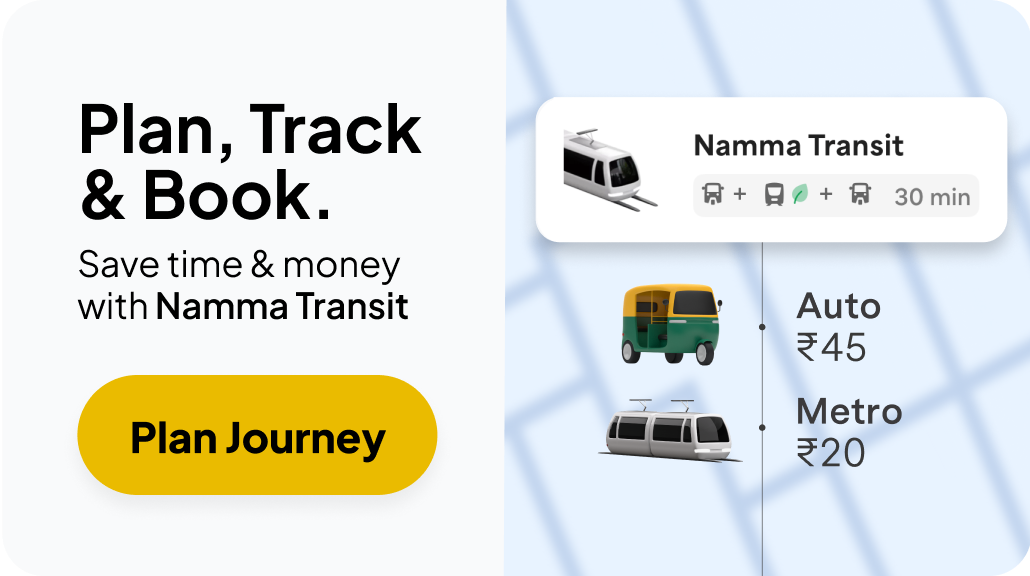 Plan, Track
& Book.
Save time & money
with Namma Transit
Plan Journey
Namma Transit
+ + 30 min
Auto
₹45
Metro
₹20